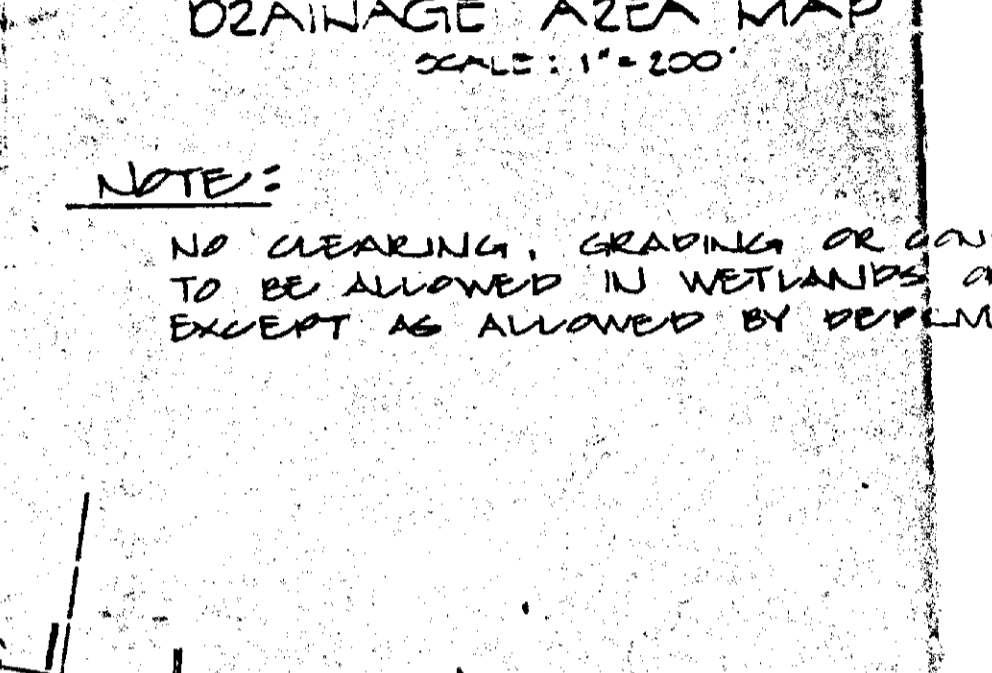 DRAINAGE AREA MAP
SCALE: 1" = 200'
NOTE:
NO CLEARING, GRADING OR CON
TO BE ALLOWED IN WETLANDS
EXCEPT AS ALLOWED BY